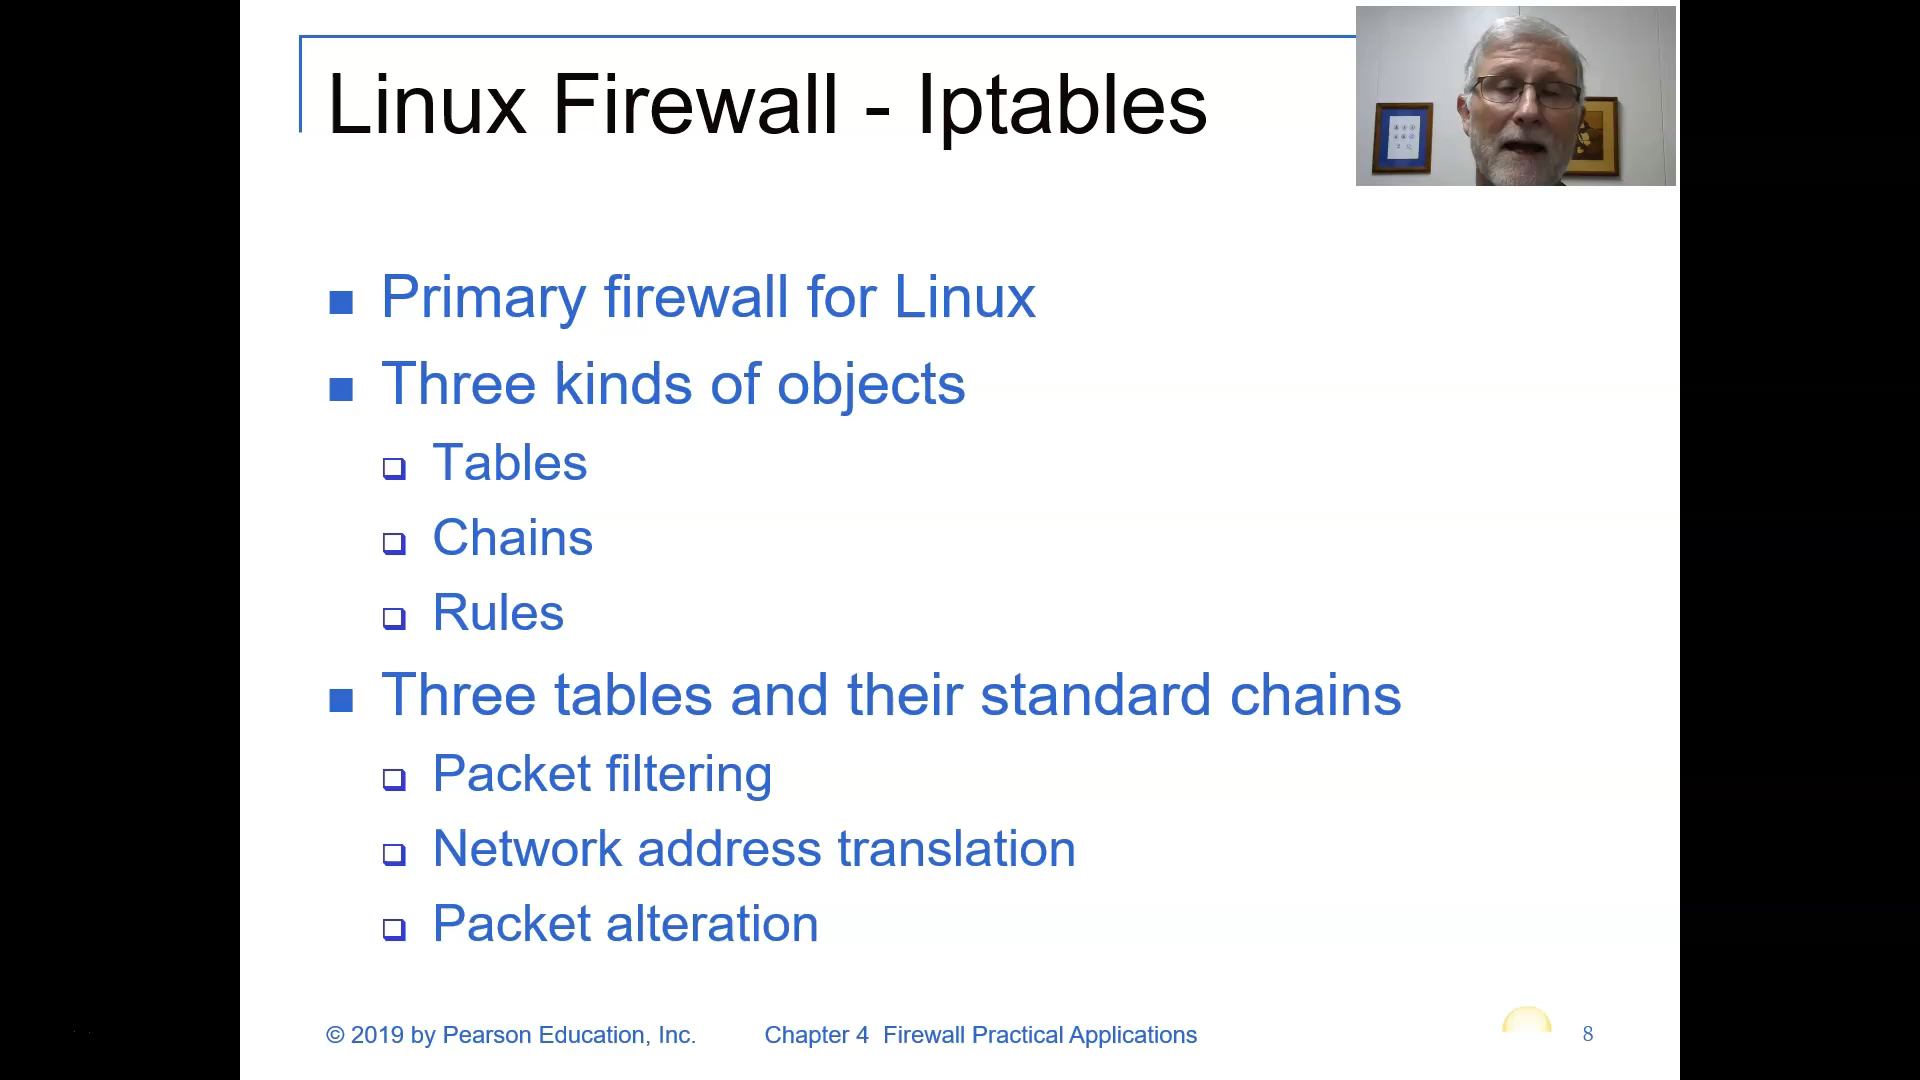 Linux Firewall - Iptables
Primary firewall for Linux
Three kinds of objects
Tables
Chains
Rules
Three tables and their standard chains
Packet filtering
Network address translation
Packet alteration
© 2019 by Pearson Education, Inc.
Chapter 4 Firewall Practical Applications
8